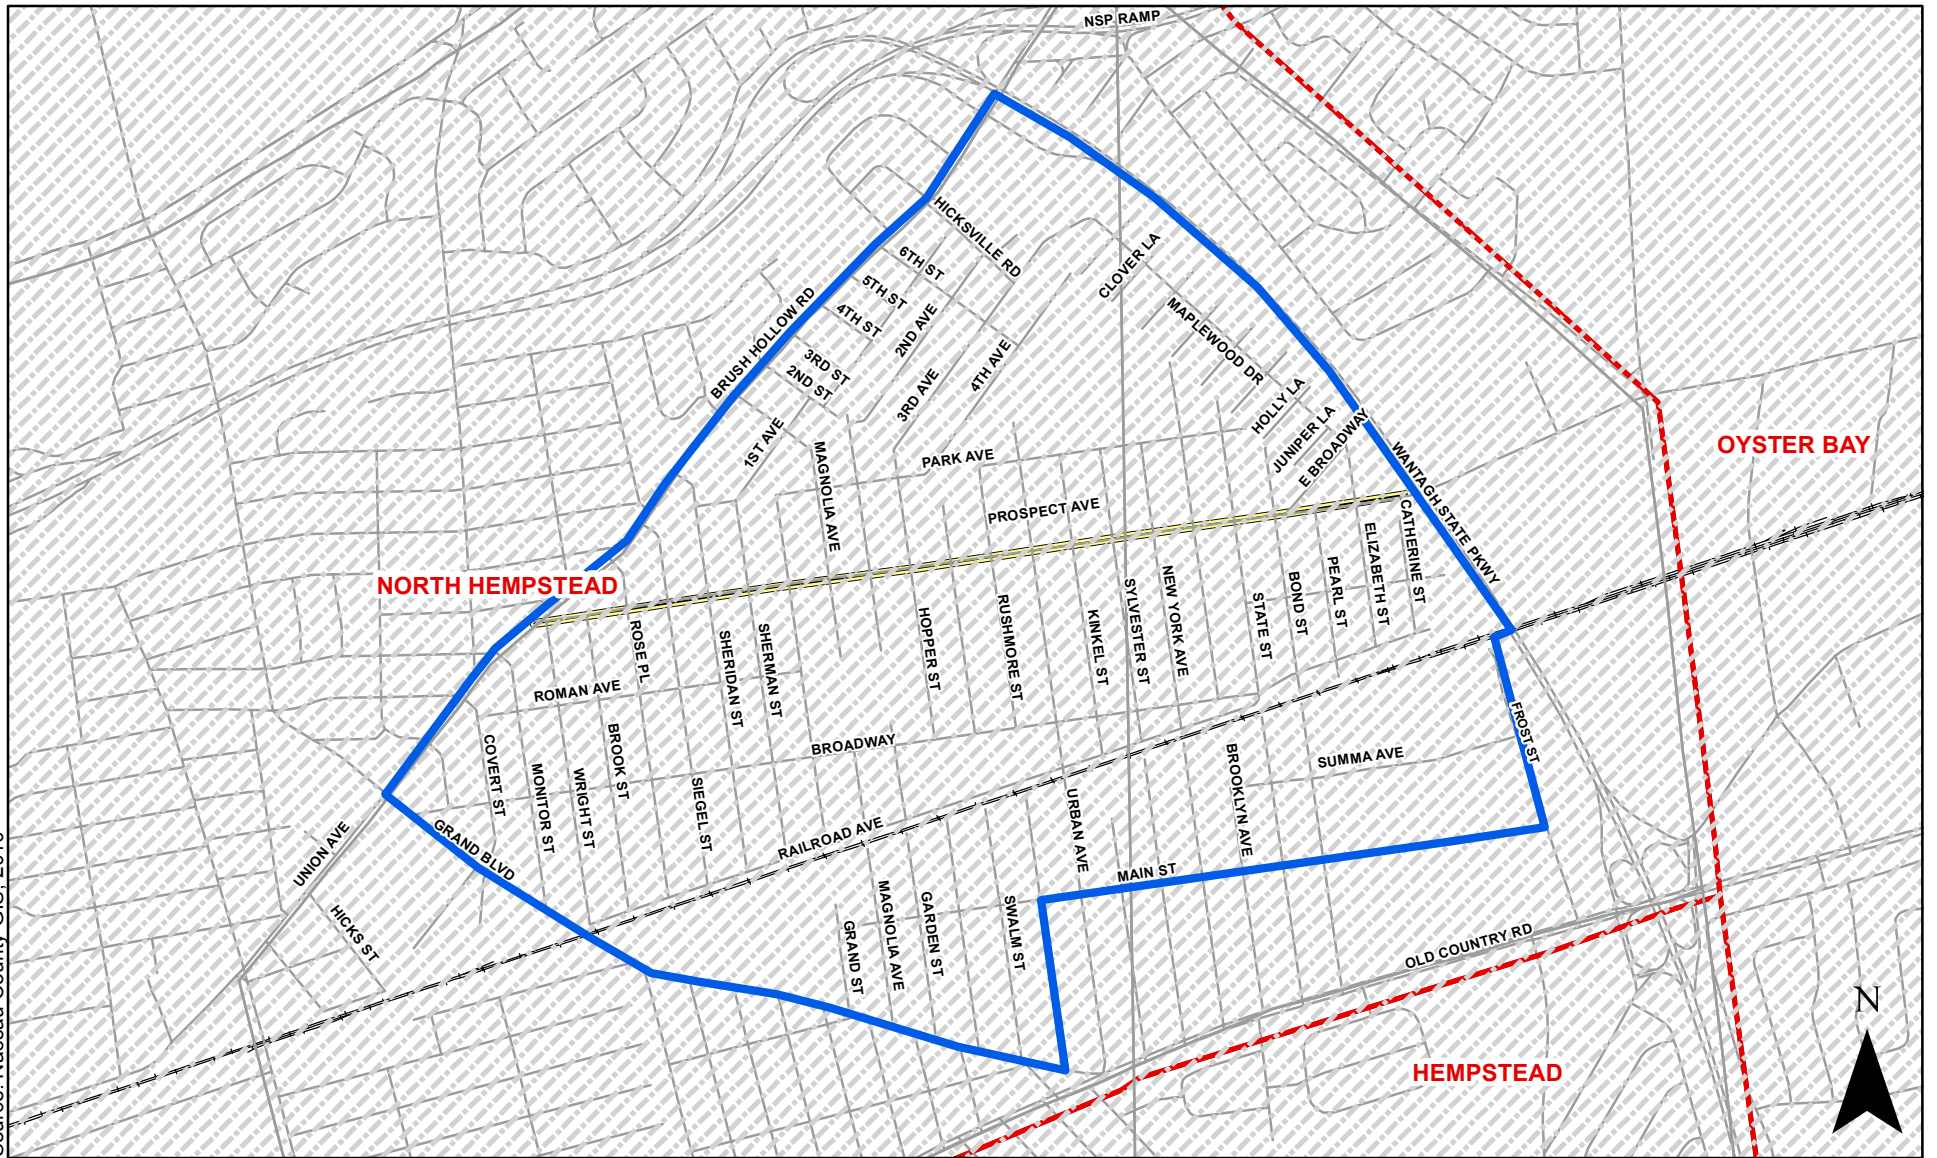 NSP RAMP
HICKSVILLE RD
6TH ST
5TH ST
4TH ST
CLOVER LA
BRUSH HOLLOW RD
2ND AVE
MAPLEWOOD DR
3RD ST
2ND ST
3RD AVE
4TH AVE
1ST AVE
HOLLY LA
JUNIPER LA
E BROADWAY
OYSTER BAY
MAGNOLIA AVE
PARK AVE
WANTAGH STATE PKWY
PROSPECT AVE
CATHERINE ST
ELIZABETH ST
PEARL ST
BOND ST
STATE ST
NORTH HEMPSTEAD
NEW YORK AVE
SYLVESTER ST
KINKEL ST
RUSHMORE ST
HOPPER ST
ROSE PL
SHERIDAN ST
SHERMAN ST
ROMAN AVE
BROADWAY
FROST ST
SUMMA AVE
COVERT ST
MONITOR ST
WRIGHT ST
BROOK ST
SIEGEL ST
BROOKLYN AVE
URBAN AVE
UNION AVE
GRAND BLVD
RAILROAD AVE
MAIN ST
HICKS ST
GRAND ST
MAGNOLIA AVE
GARDEN ST
SWALM ST
OLD COUNTRY RD
HEMPSTEAD
N